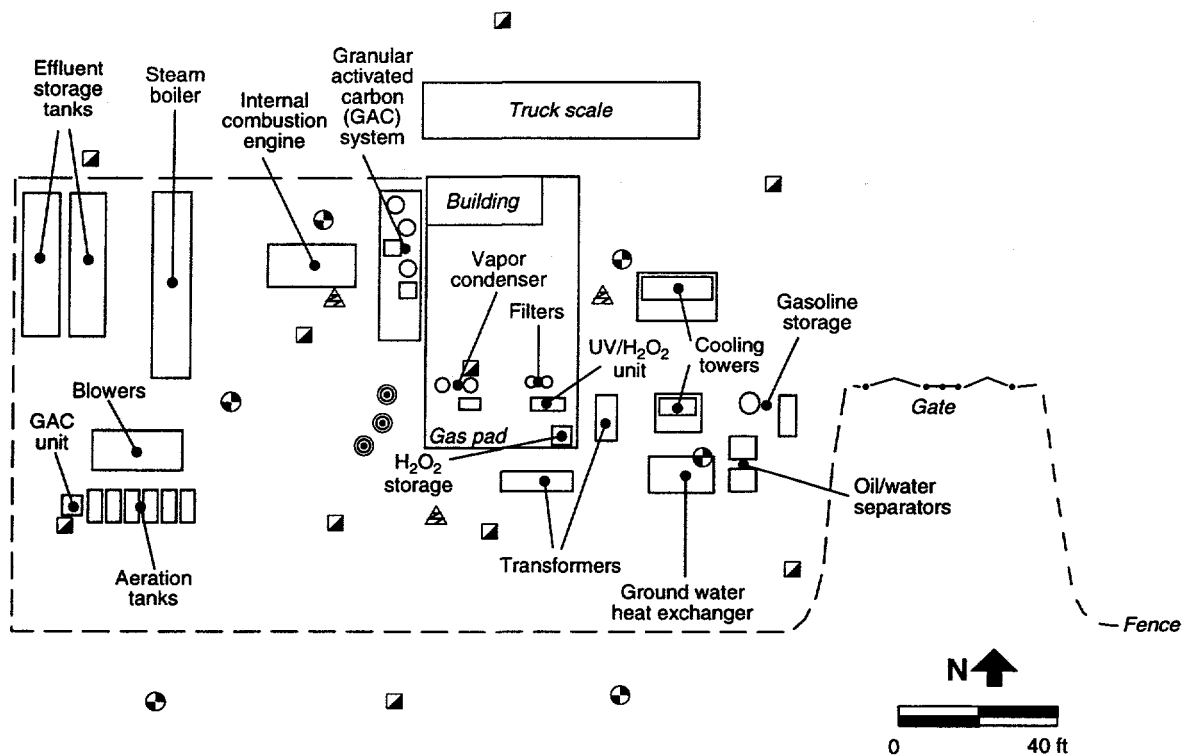 Effluent
storage
tanks
Steam
boiler
Internal
combustion
engine
Granular
activated
carbon
(GAC)
system
Truck scale
Building
Vapor
condenser
Filters
UV/H₂O₂
unit
Cooling
towers
Gasoline
storage
Blowers
GAC
unit
Gas pad
H₂O₂
storage
Gate
Oil/water
separators
Aeration
tanks
Transformers
Ground water
heat exchanger
Fence
N
0 40 ft